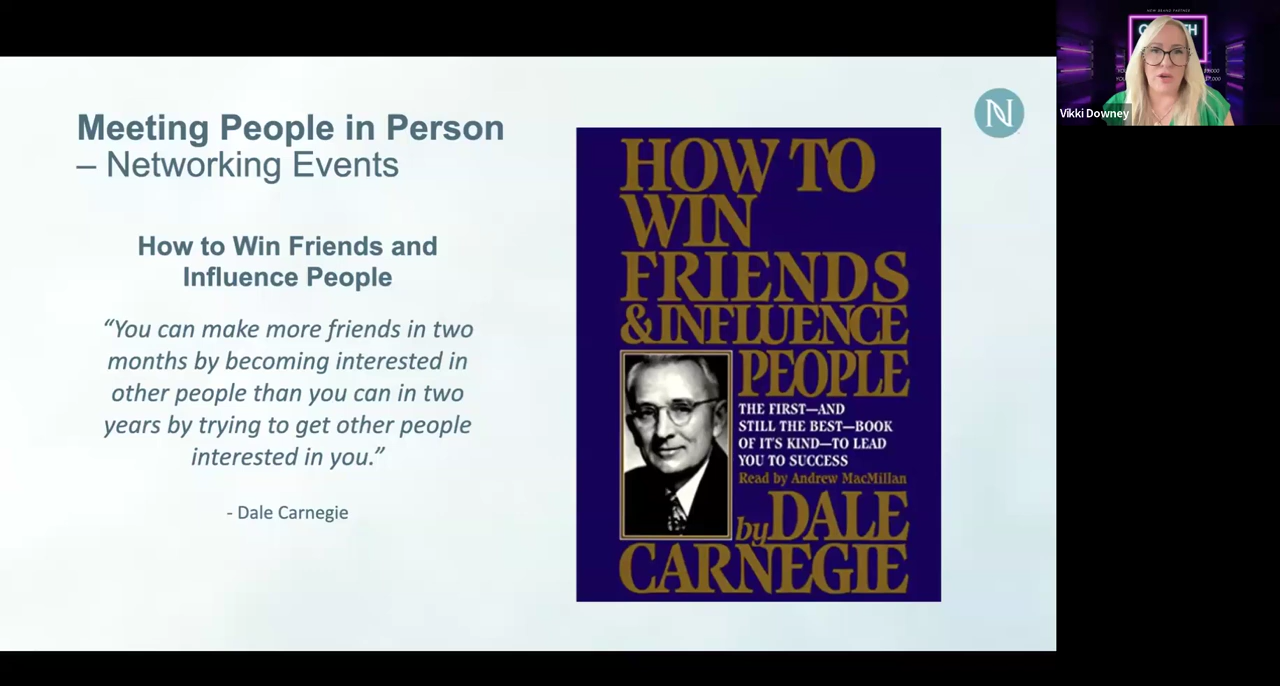 Meeting People in Person
– Networking Events
How to Win Friends and
Influence People
“You can make more friends in two
months by becoming interested in
other people than you can in two
years by trying to get other people
interested in you.”
- Dale Carnegie
N
HOW TO
WIN
FRIENDS
& INFLUENCE
PEOPLE
THE FIRST—AND
STILL THE BEST—BOOK
OF IT'S KIND—TO LEAD
YOU TO SUCCESS
Read by Andrew MacMillan
by DALE
CARNEGIE
Vikki Downey